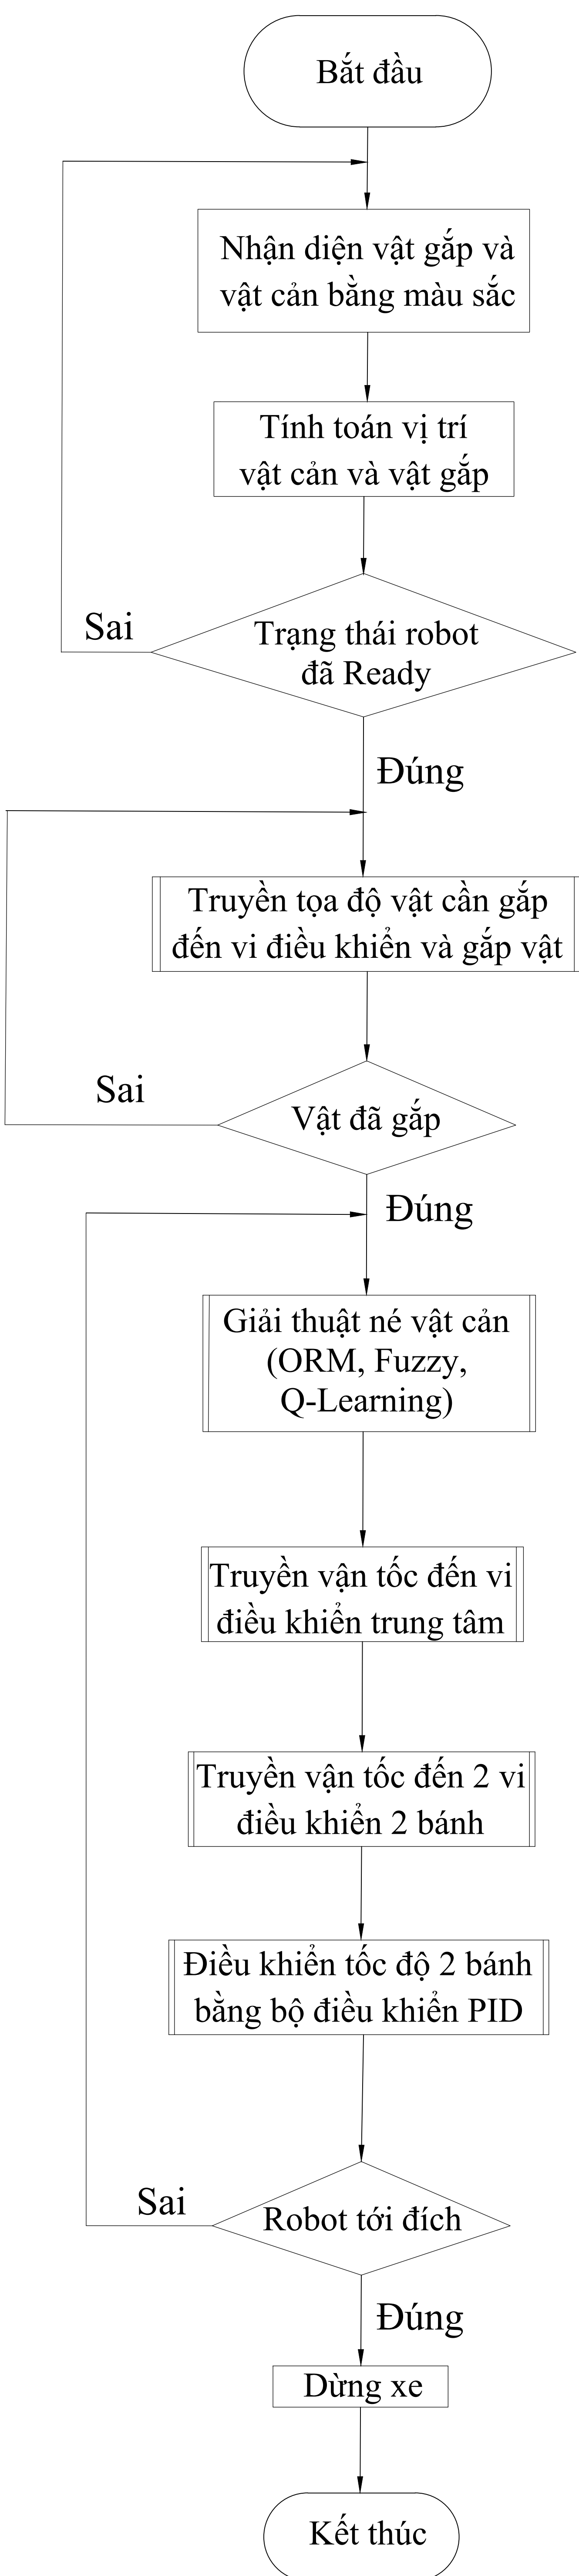 Bắt đầu
Nhận diện vật gắp và
vật cản bằng màu sắc
Tính toán vị trí
vật cản và vật gắp
Sai
Trạng thái robot
đã Ready
Đúng
Truyền tọa độ vật cần gắp
đến vi điều khiển và gắp vật
Sai
Vật đã gắp
Đúng
Giải thuật né vật cản
(ORM, Fuzzy,
Q-Learning)
Truyền vận tốc đến vi
điều khiển trung tâm
Truyền vận tốc đến 2 vi
điều khiển 2 bánh
Điều khiển tốc độ 2 bánh
bằng bộ điều khiển PID
Sai
Robot tới đích
Đúng
Dừng xe
Kết thúc